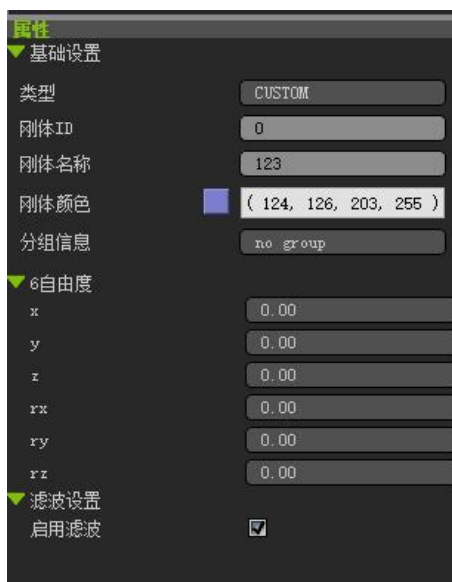 属性
基础设置
类型 CUSTOM
刚体ID 0
刚体名称 123
刚体颜色 ( 124, 126, 203, 255 )
分组信息 no group
6自由度
x 0.00
y 0.00
z 0.00
rx 0.00
ry 0.00
rz 0.00
滤波设置
启用滤波